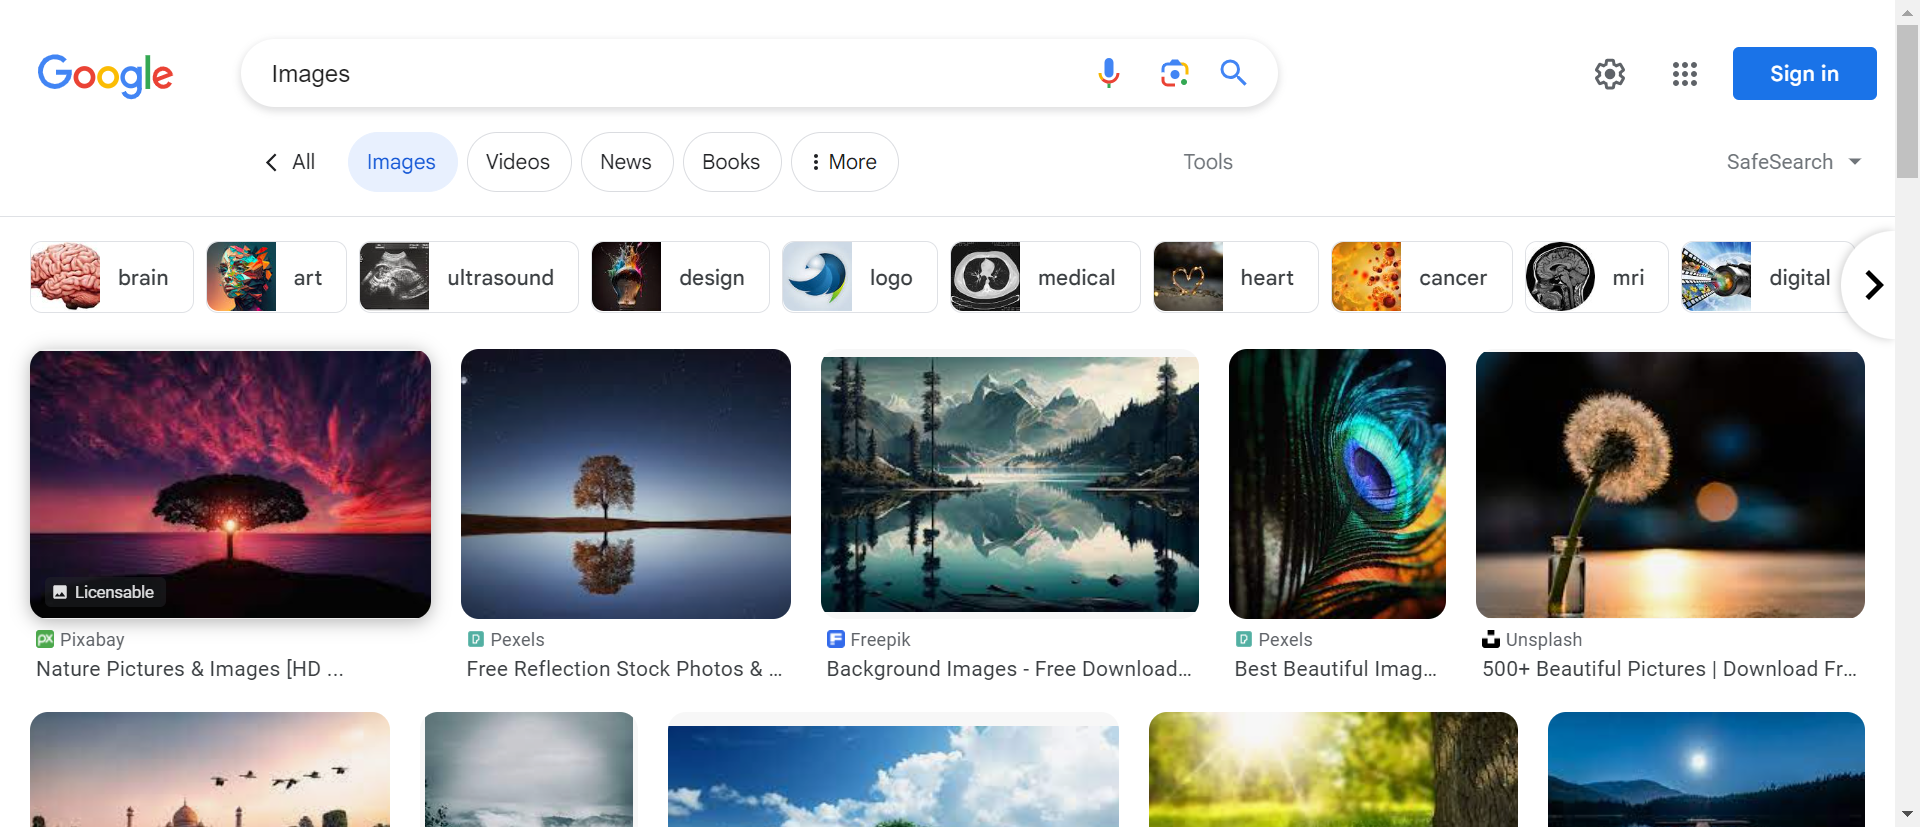 Google
Images
Sign in
All
Images
Videos
News
Books
More
Tools
SafeSearch
brain
art
ultrasound
design
logo
medical
heart
cancer
mri
digital
Licensable
Pixabay
Nature Pictures & Images [HD ...
Pexels
Free Reflection Stock Photos & ...
Freepik
Background Images - Free Download...
Pexels
Best Beautiful Imag...
Unsplash
500+ Beautiful Pictures | Download Fr...